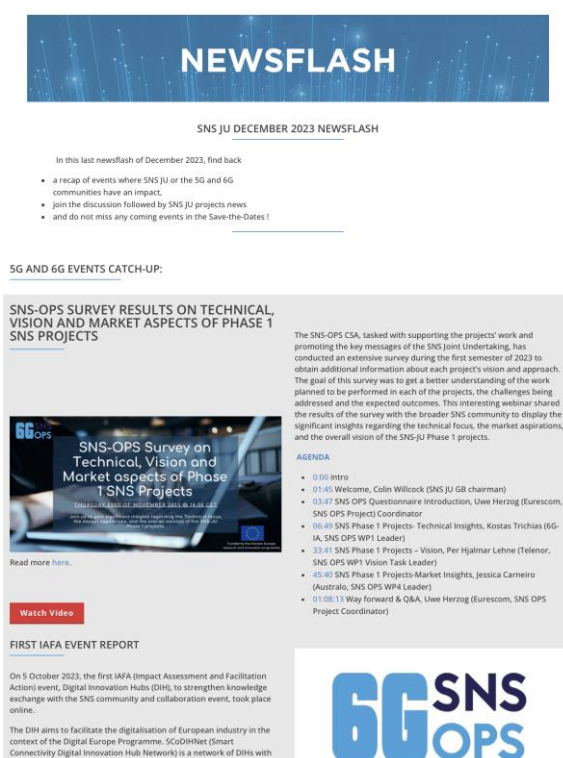 NEWSFLASH
SNS JU DECEMBER 2023 NEWSFLASH
In this last newsflash of December 2023, find back
a recap of events where SNS JU or the 5G and 6G
communities have an impact,
join the discussion followed by SNS JU projects news
and do not miss any coming events in the Save-the-Dates !
5G AND 6G EVENTS CATCH-UP:
SNS-OPS SURVEY RESULTS ON TECHNICAL,
VISION AND MARKET ASPECTS OF PHASE 1
SNS PROJECTS
6G SNS OPS
SNS-OPS Survey on
Technical, Vision and
Market aspects of Phase
1 SNS Projects
Read more here.
Watch Video
The SNS-OPS CSA, tasked with supporting the projects' work and
promoting the key messages of the SNS Joint Undertaking, has
conducted an extensive survey during the first semester of 2023 to
obtain additional information about each project's vision and approach.
The goal of this survey was to get a better understanding of the work
planned to be performed in each of the projects, the challenges being
addressed and the expected outcomes. This interesting webinar shared
the results of the survey with the broader SNS community to display the
significant insights regarding the technical focus, the market aspirations,
and the overall vision of the SNS-JU Phase 1 projects.
AGENDA
0:00 intro
01:45 Welcome, Colin Willcock (SNS JU GB chairman)
03:47 SNS OPS Questionnaire Introduction, Uwe Herzog (Eurescom,
SNS OPS Project) Coordinator
06:49 SNS Phase 1 Projects- Technical Insights, Kostas Trichias (6G-
IA, SNS OPS WP1 Leader)
33:41 SNS Phase 1 Projects – Vision, Per Hjalmar Lehne (Telenor,
SNS OPS WP1 Vision Task Leader)
45:40 SNS Phase 1 Projects-Market Insights, Jessica Carneiro
(Australo, SNS OPS WP4 Leader)
01:08:13 Way forward & Q&A, Uwe Herzog (Eurescom, SNS OPS
Project Coordinator)
FIRST IAFA EVENT REPORT
On 5 October 2023, the first IAFA (Impact Assessment and Facilitation
Action) event, Digital Innovation Hubs (DIH), to strengthen knowledge
exchange with the SNS community and collaboration event, took place
online.
The DIH aims to facilitate the digitalisation of European industry in the
context of the Digital Europe Programme. SCoDIHNet (Smart
Connectivity Digital Innovation Hub Network) is a network of DIHs with
6G SNS
OPS